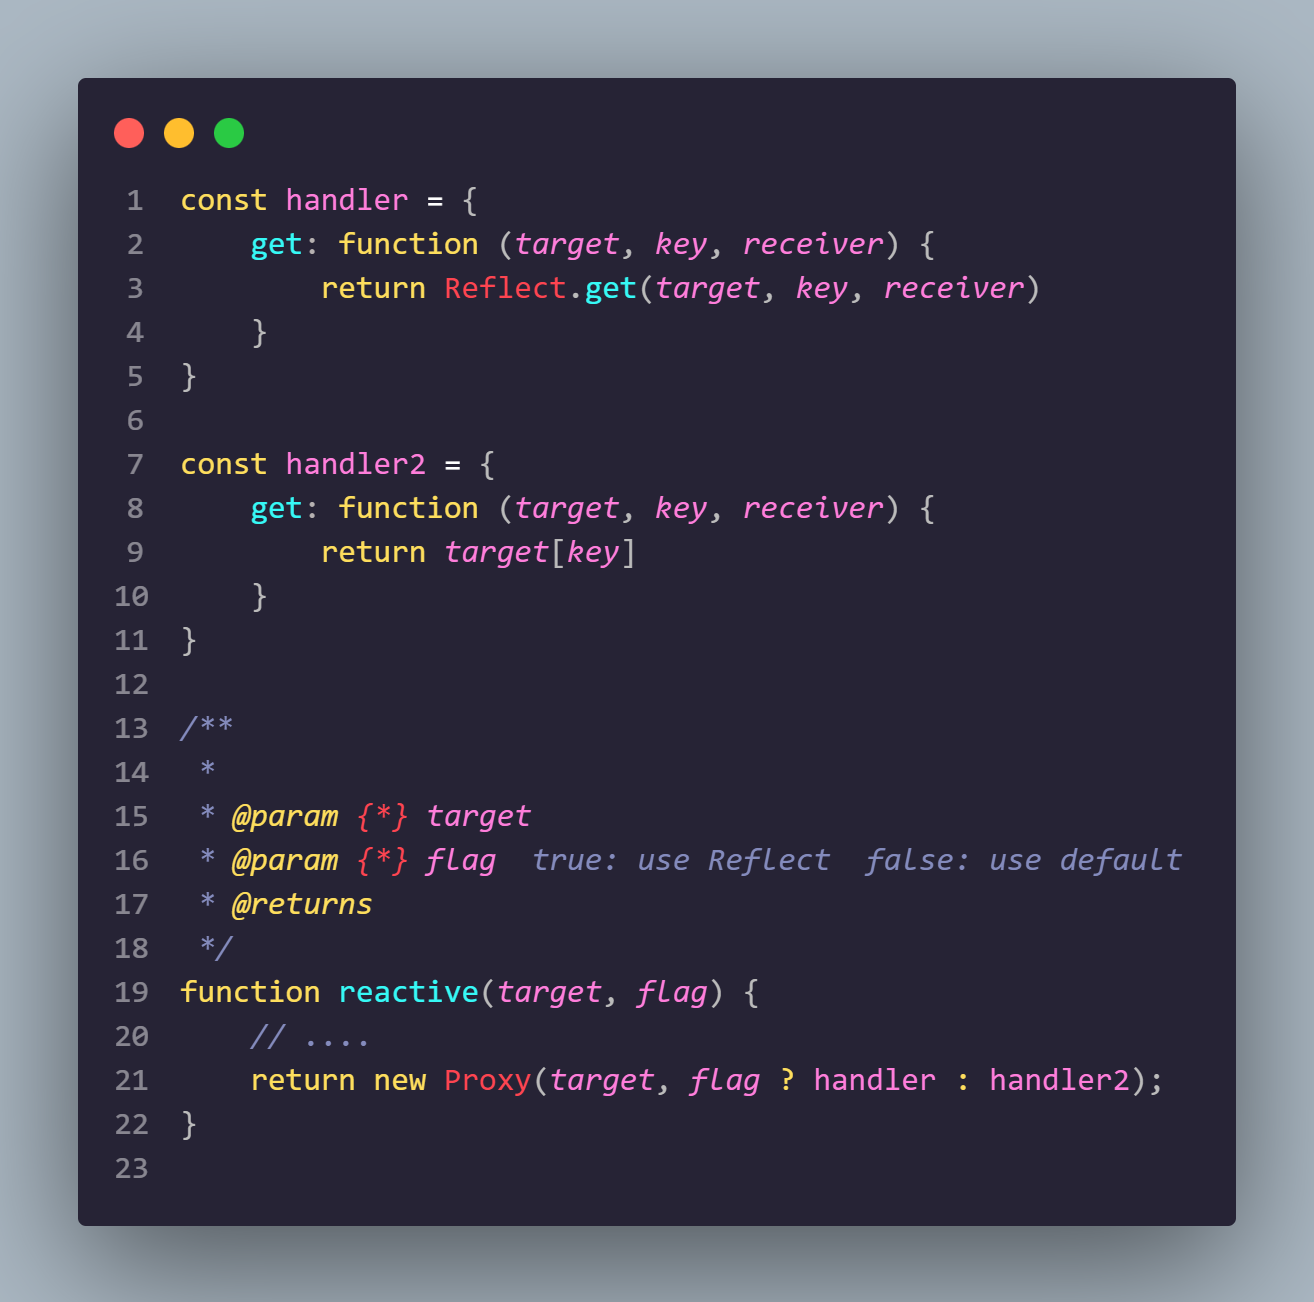 1 const handler = {
2     get: function (target, key, receiver) {
3         return Reflect.get(target, key, receiver)
4     }
5 }
6
7 const handler2 = {
8     get: function (target, key, receiver) {
9         return target[key]
10     }
11 }
12
13 /**
14  *
15  * @param {*} target
16  * @param {*} flag  true: use Reflect  false: use default
17  * @returns
18  */
19 function reactive(target, flag) {
20     // ....
21     return new Proxy(target, flag ? handler : handler2);
22 }
23